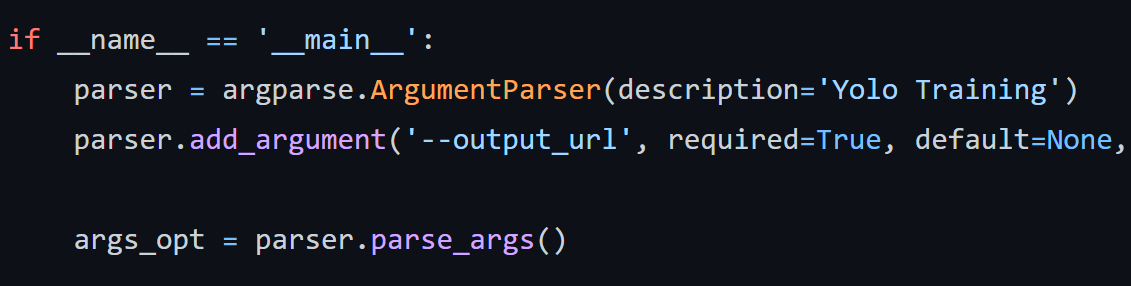 if __name__ == '__main__':
    parser = argparse.ArgumentParser(description='Yolo Training')
    parser.add_argument('--output_url', required=True, default=None,
    args_opt = parser.parse_args()